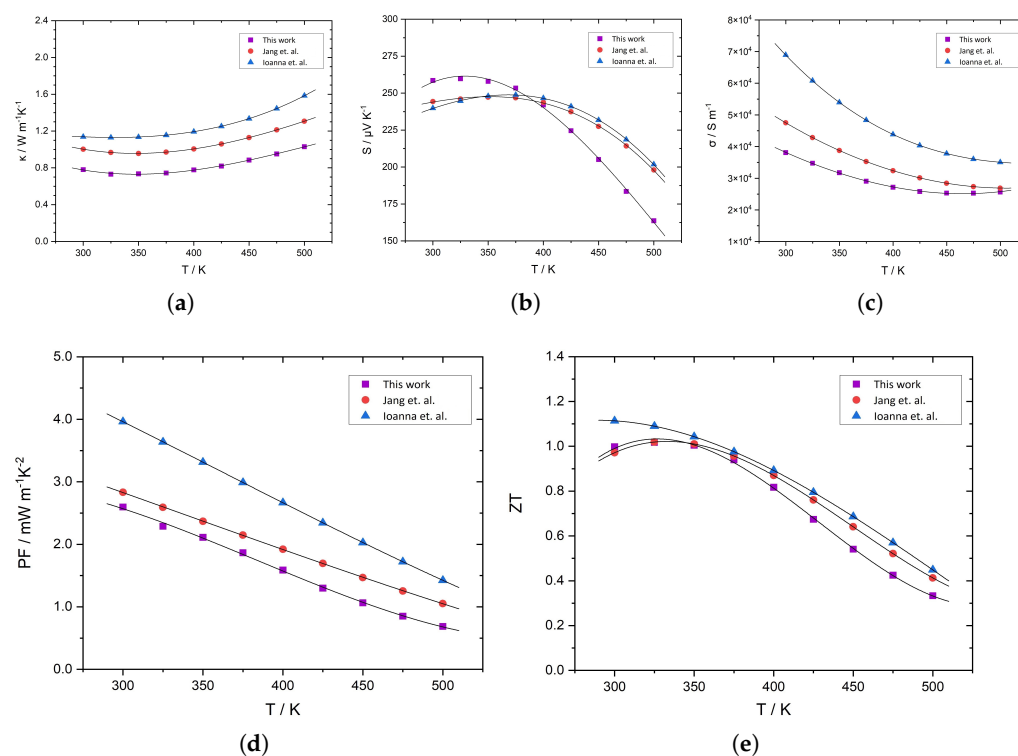 κ / W m⁻¹K⁻¹
2.4
2.0
1.6
1.2
0.8
0.4
0.0
This work
Jang et. al.
Ioanna et. al.
300 350 400 450 500
T / K
(a)
S / μV K⁻¹
300
275
250
225
200
175
150
This work
Jang et. al.
Ioanna et. al.
300 350 400 450 500
T / K
(b)
σ / S m⁻¹
8×10⁴
7×10⁴
6×10⁴
5×10⁴
4×10⁴
3×10⁴
2×10⁴
1×10⁴
This work
Jang et. al.
Ioanna et. al.
300 350 400 450 500
T / K
(c)
PF / mW m⁻¹K⁻²
5.0
4.0
3.0
2.0
1.0
0.0
This work
Jang et. al.
Ioanna et. al.
300 350 400 450 500
T / K
(d)
ZT
1.4
1.2
1.0
0.8
0.6
0.4
0.2
0.0
This work
Jang et. al.
Ioanna et. al.
300 350 400 450 500
T / K
(e)